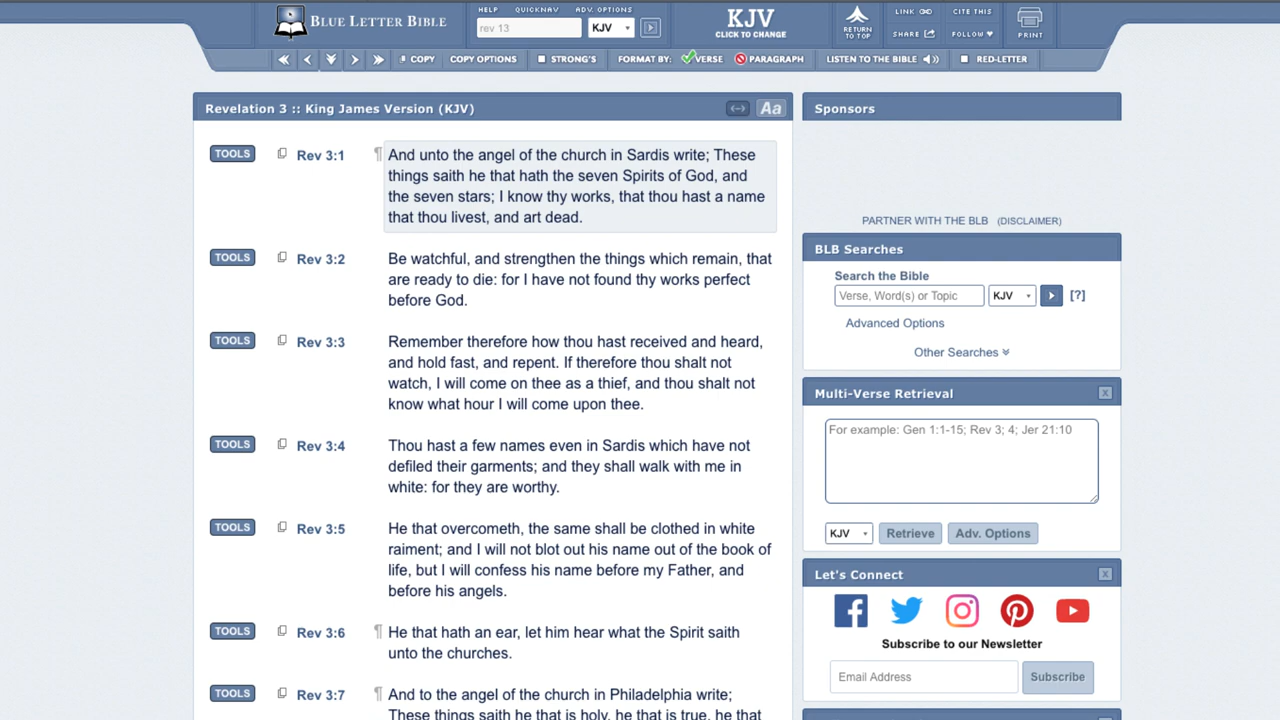 HELP QUICKNAV ADV. OPTIONS
BLUE LETTER BIBLE
rev 13
KJV
KJV
CLICK TO CHANGE
RETURN
TO TOP
LINK
CITE THIS
SHARE
FOLLOW
PRINT
COPY
COPY OPTIONS
STRONG'S
FORMAT BY:
VERSE
PARAGRAPH
LISTEN TO THE BIBLE
RED-LETTER
Revelation 3 :: King James Version (KJV)
Aa
TOOLS Rev 3:1 ¶ And unto the angel of the church in Sardis write; These
things saith he that hath the seven Spirits of God, and
the seven stars; I know thy works, that thou hast a name
that thou livest, and art dead.
TOOLS Rev 3:2 Be watchful, and strengthen the things which remain, that
are ready to die: for I have not found thy works perfect
before God.
TOOLS Rev 3:3 Remember therefore how thou hast received and heard,
and hold fast, and repent. If therefore thou shalt not
watch, I will come on thee as a thief, and thou shalt not
know what hour I will come upon thee.
TOOLS Rev 3:4 Thou hast a few names even in Sardis which have not
defiled their garments; and they shall walk with me in
white: for they are worthy.
TOOLS Rev 3:5 He that overcometh, the same shall be clothed in white
raiment; and I will not blot out his name out of the book of
life, but I will confess his name before my Father, and
before his angels.
TOOLS Rev 3:6 ¶ He that hath an ear, let him hear what the Spirit saith
unto the churches.
TOOLS Rev 3:7 ¶ And to the angel of the church in Philadelphia write;
These things saith he that is holy, he that is true, he that
Sponsors
PARTNER WITH THE BLB (DISCLAIMER)
BLB Searches
Search the Bible
Verse, Word(s) or Topic KJV [?]
Advanced Options
Other Searches
Multi-Verse Retrieval x
For example: Gen 1:1-15; Rev 3; 4; Jer 21:10
KJV Retrieve Adv. Options
Let's Connect x
Subscribe to our Newsletter
Email Address Subscribe